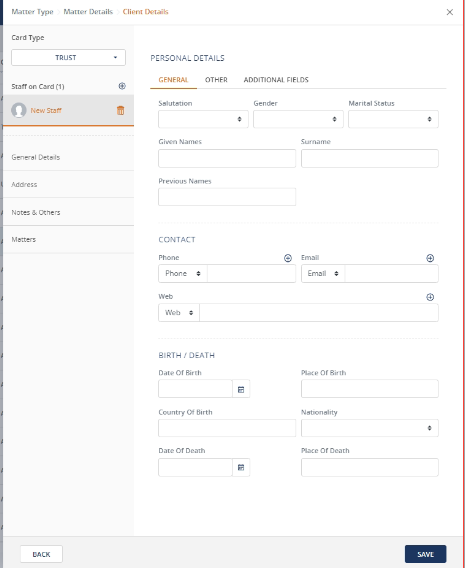 Matter Type Matter Details Client Details
Card Type
TRUST
Staff on Card (1)
New Staff
General Details
Address
Notes & Others
Matters
PERSONAL DETAILS
GENERAL OTHER ADDITIONAL FIELDS
Salutation Gender Marital Status
Given Names Surname
Previous Names
CONTACT
Phone Email
Phone Email
Web
Web
BIRTH / DEATH
Date Of Birth Place Of Birth
Country Of Birth Nationality
Date Of Death Place Of Death
BACK SAVE